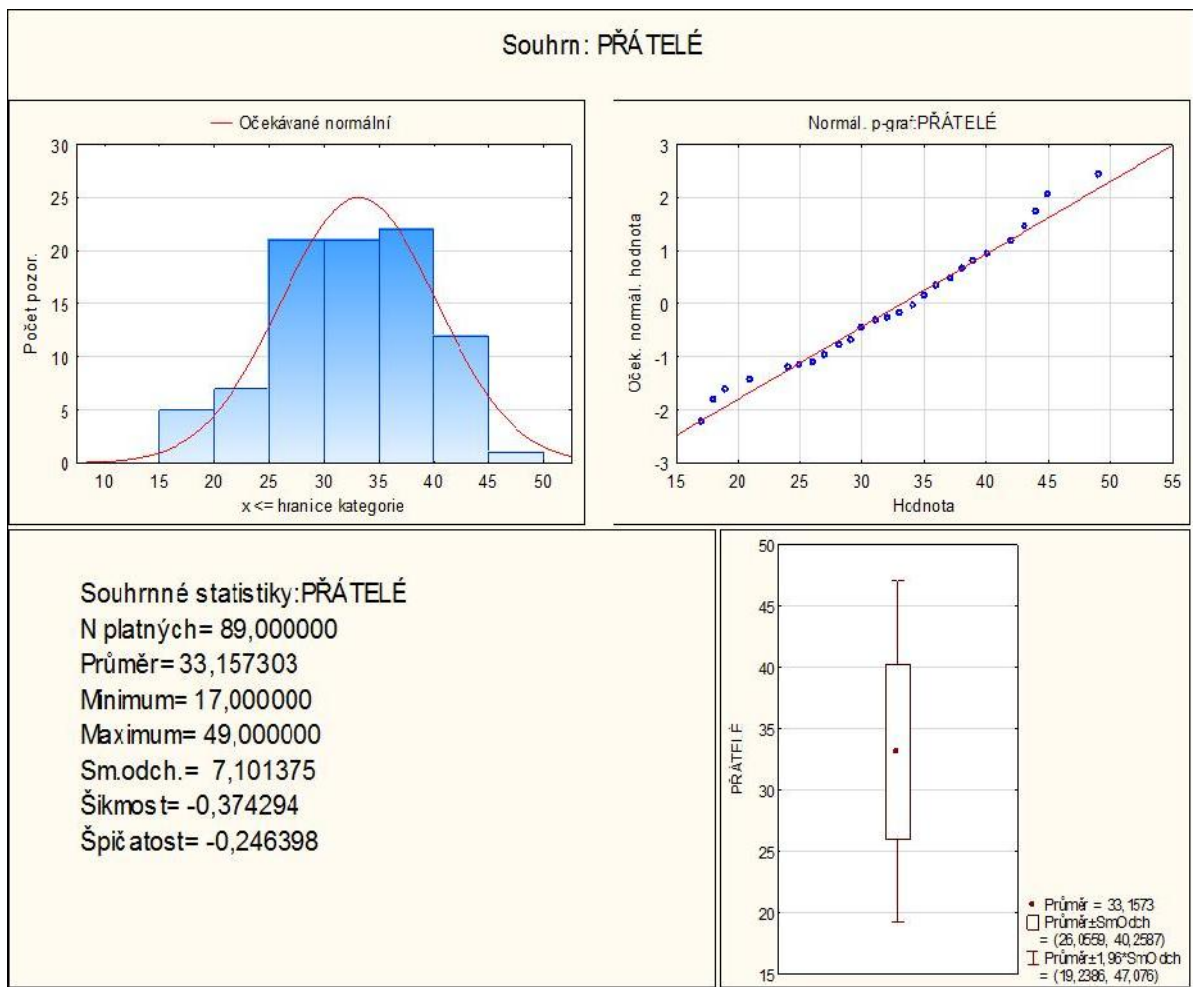 Souhrn: PŘÁTELÉ
Očekávané normální
Počet pozor.
30
25
20
15
10
5
0
10 15 20 25 30 35 40 45 50
x <= hranice kategorie
Normál. p-graf:PŘÁTELÉ
Oček. normál. hodnota
3
2
1
0
-1
-2
-3
15 20 25 30 35 40 45 50 55
Hodnota
Souhrnné statistiky:PŘÁTELÉ
N platných= 89,000000
Průměr= 33,157303
Minimum= 17,000000
Maximum= 49,000000
Sm.odch.= 7,101375
Šikmost= -0,374294
Špičatost= -0,246398
PŘÁTELÉ
50
45
40
35
30
25
20
15
Průměr = 33,1573
Průměr±SmOdch
= (26,0559, 40,2587)
Průměr±1,96*SmOdch
= (19,2386, 47,076)